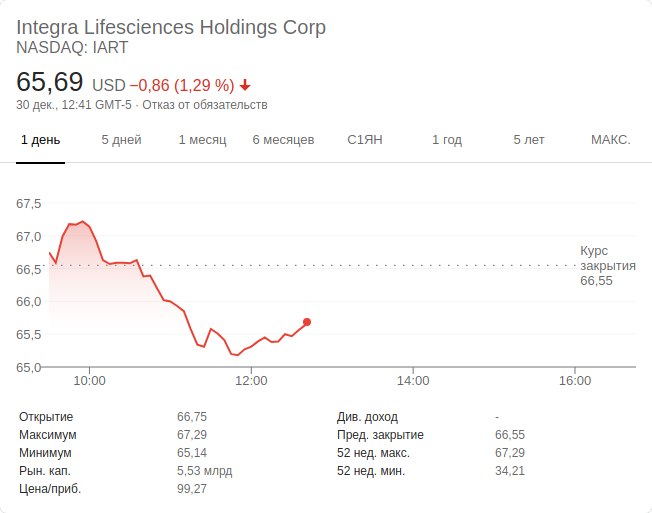 Integra Lifesciences Holdings Corp
NASDAQ: IART
65,69 USD −0,86 (1,29 %)
30 дек., 12:41 GMT-5 · Отказ от обязательств
1 день 5 дней 1 месяц 6 месяцев С1ЯН 1 год 5 лет МАКС.
67,5
67,0
66,5
66,0
65,5
65,0
Курс
закрытия
66,55
10:00 12:00 14:00 16:00
Открытие 66,75 Див. доход -
Максимум 67,29 Пред. закрытие 66,55
Минимум 65,14 52 нед. макс. 67,29
Рын. кап. 5,53 млрд 52 нед. мин. 34,21
Цена/приб. 99,27